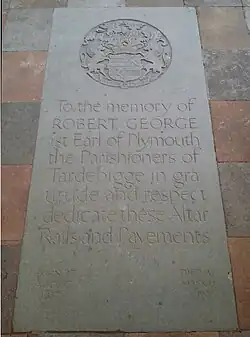 To the memory of
ROBERT GEORGE
1st Earl of Plymouth
the Parishioners of
Tardebigge in gra
titude and respect
dedicate these Altar
Rails and Pavements